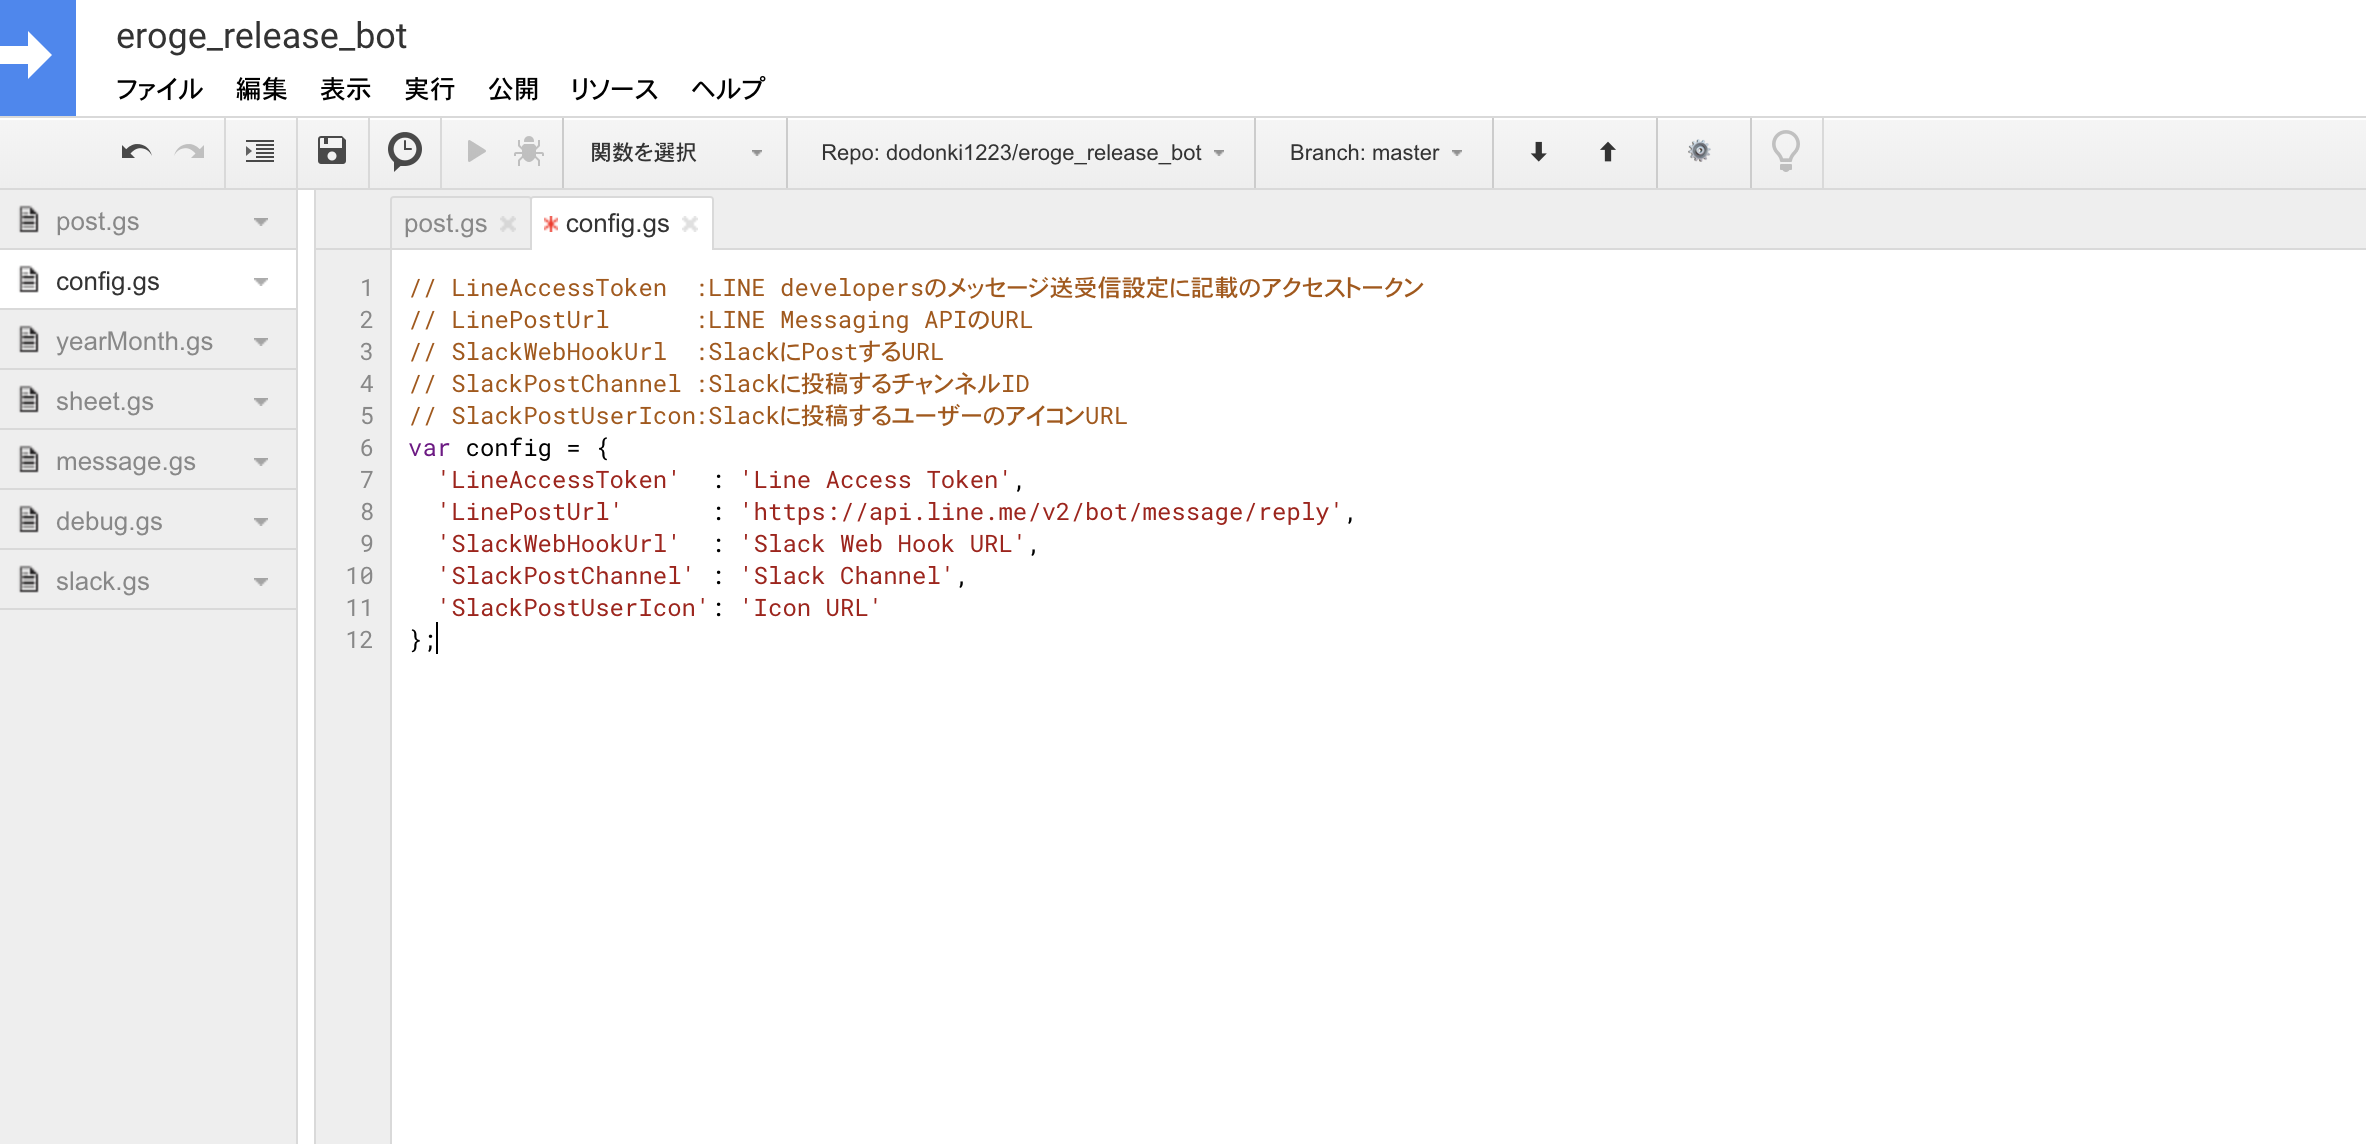 eroge_release_bot
ファイル 編集 表示 実行 公開 リソース ヘルプ
関数を選択 Repo: dodonki1223/eroge_release_bot Branch: master
post.gs
config.gs
yearMonth.gs
sheet.gs
message.gs
debug.gs
slack.gs
post.gs * config.gs
1 // LineAccessToken  :LINE developersのメッセージ送受信設定に記載のアクセストークン
2 // LinePostUrl      :LINE Messaging APIのURL
3 // SlackWebHookUrl  :SlackにPostするURL
4 // SlackPostChannel :Slackに投稿するチャンネルID
5 // SlackPostUserIcon:Slackに投稿するユーザーのアイコンURL
6 var config = {
7   'LineAccessToken'  : 'Line Access Token',
8   'LinePostUrl'      : 'https://api.line.me/v2/bot/message/reply',
9   'SlackWebHookUrl'  : 'Slack Web Hook URL',
10   'SlackPostChannel' : 'Slack Channel',
11   'SlackPostUserIcon': 'Icon URL'
12 };